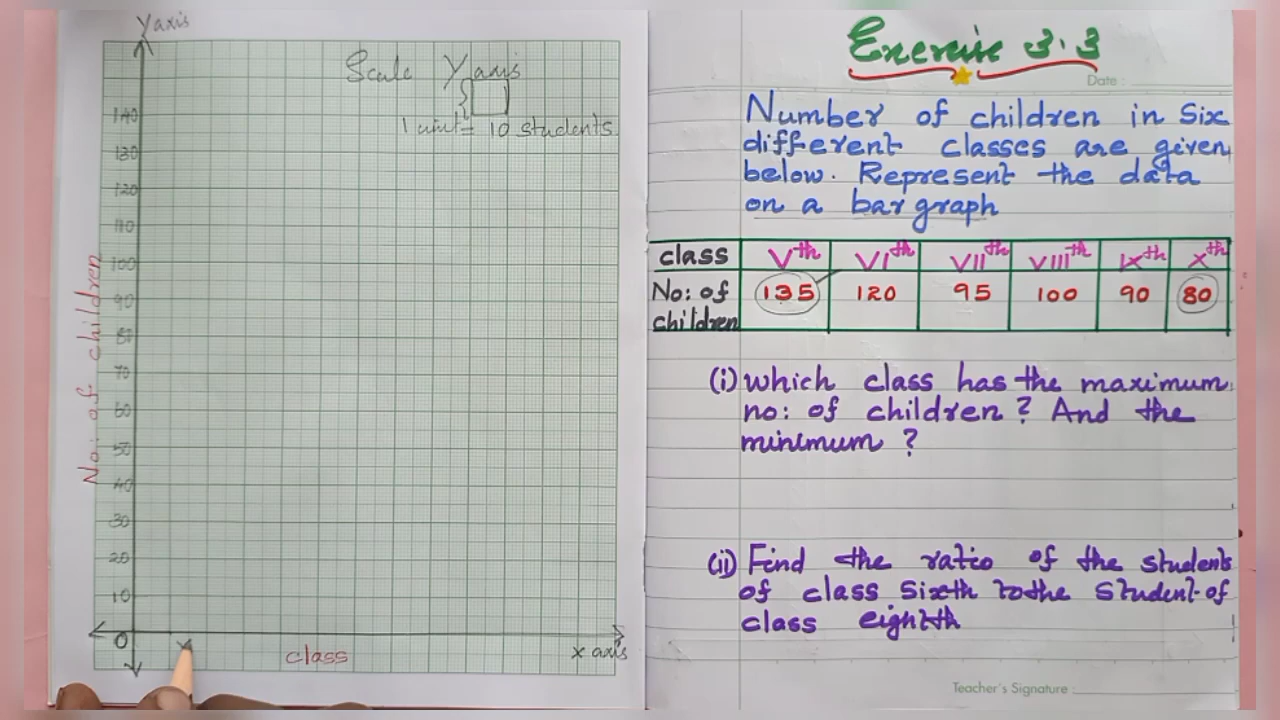 Y axis
Scale Y axis
1 unit = 10 students
140
130
120
110
100
90
80
70
60
50
40
30
20
10
0
No: of children
class
x axis
Exercise 3.3
Date :
Number of children in Six
different classes are given
below. Represent the data
on a bar graph
class Vth VIth VIIth VIIIth IXth Xth
No: of 135 120 95 100 90 80
children
(i) which class has the maximum
no: of children ? And the
minimum ?
(ii) Find the ratio of the students
of class Sixth to the Student of
class eighth
Teacher's Signature :